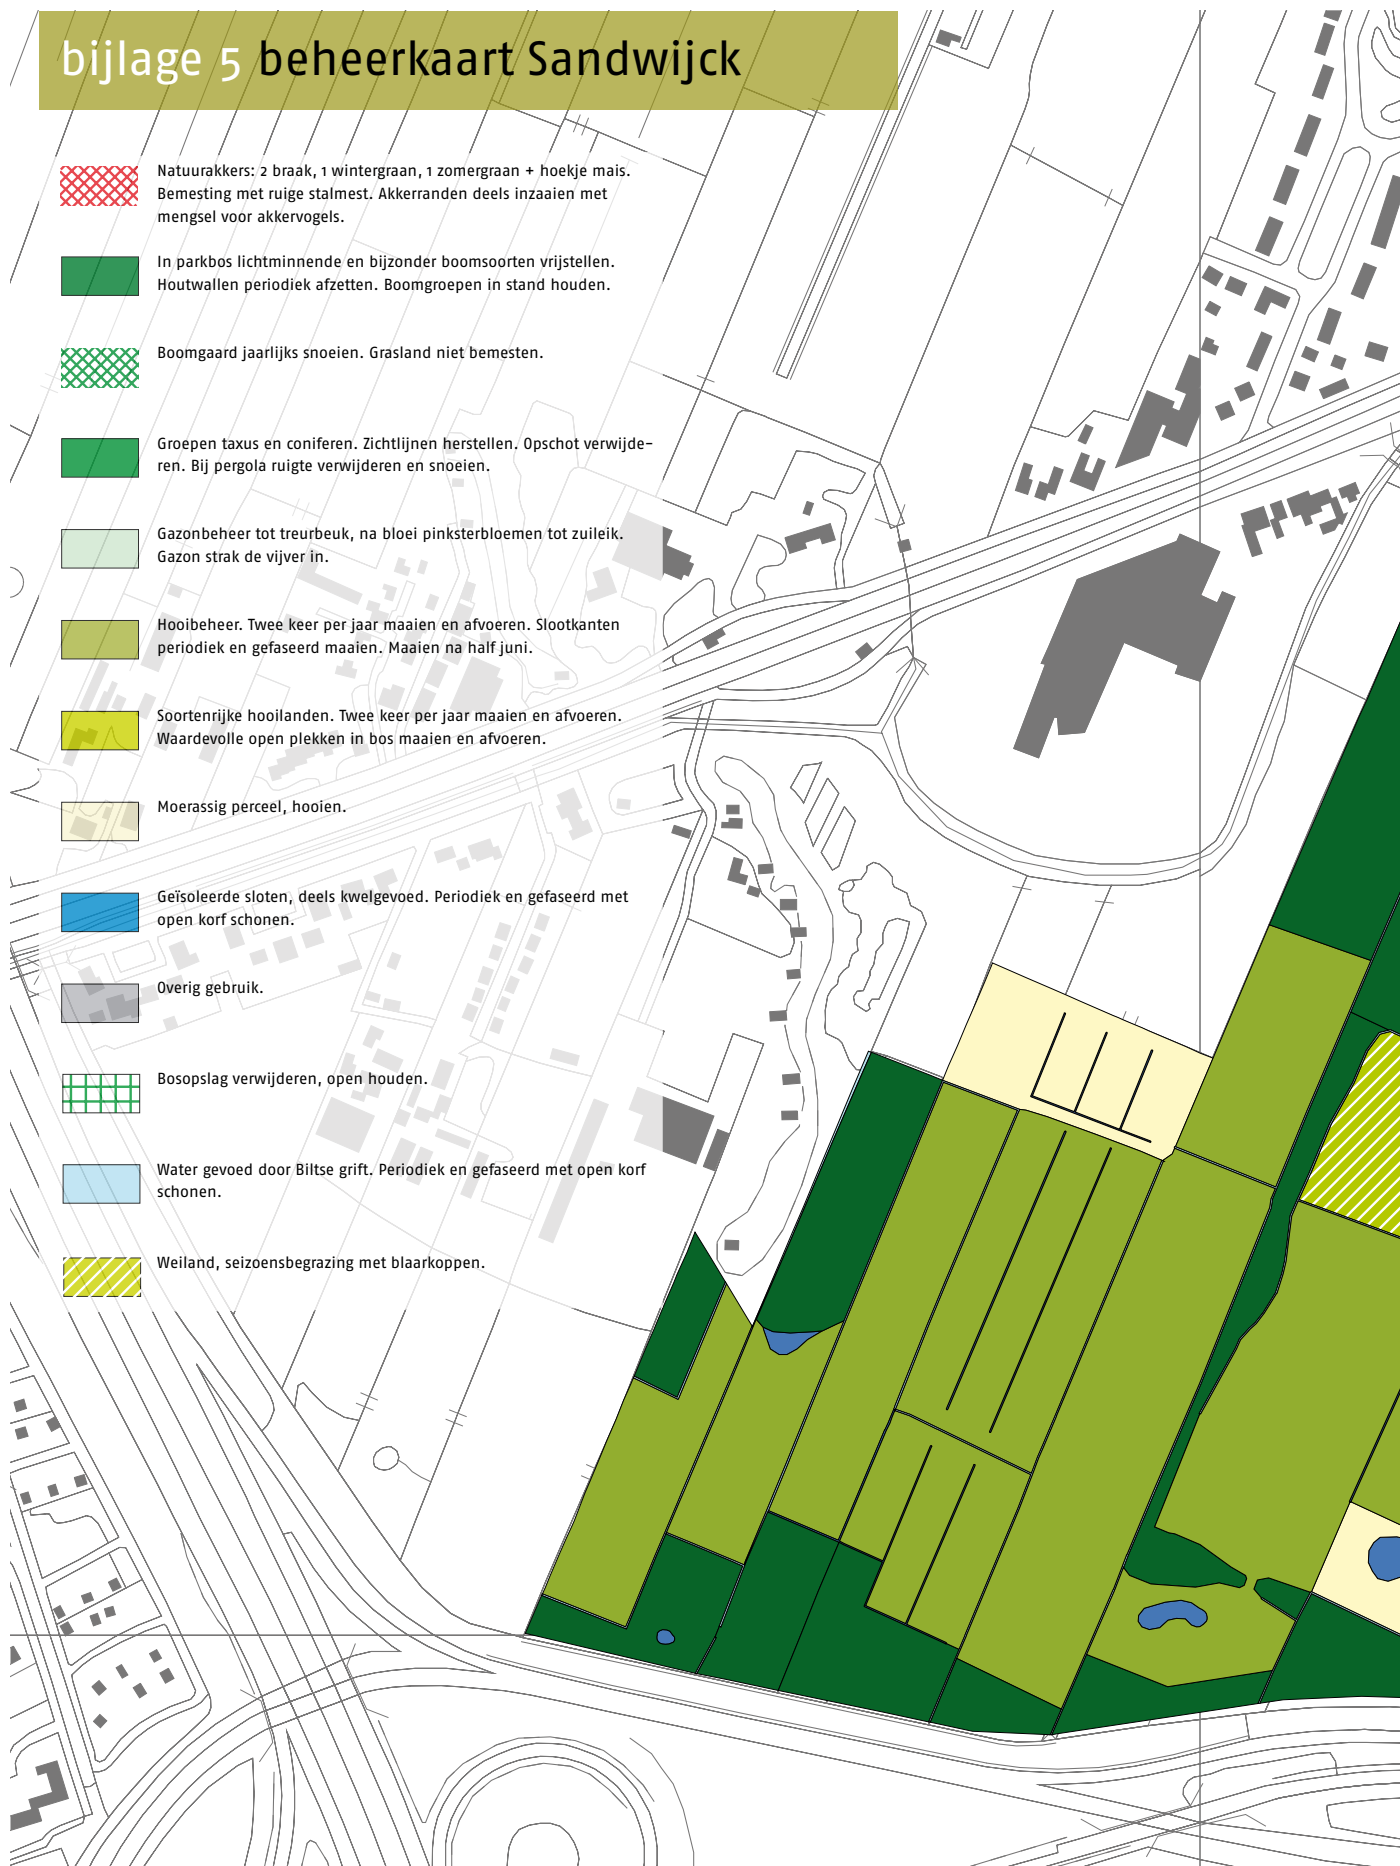 bijlage 5 beheerkaart Sandwijck
Natuurakkers: 2 braak, 1 wintergraan, 1 zomergraan + hoekje mais.
Bemesting met ruige stalmest. Akkerranden deels inzaaien met
mengsel voor akkervogels.
In parkbos lichtminnende en bijzonder boomsoorten vrijstellen.
Houtwallen periodiek afzetten. Boomgroepen in stand houden.
Boomgaard jaarlijks snoeien. Grasland niet bemesten.
Groepen taxus en coniferen. Zichtlijnen herstellen. Opschot verwijde-
ren. Bij pergola ruigte verwijderen en snoeien.
Gazonbeheer tot treurbeuk, na bloei pinksterbloemen tot zuileik.
Gazon strak de vijver in.
Hooibeheer. Twee keer per jaar maaien en afvoeren. Slootkanten
periodiek en gefaseerd maaien. Maaien na half juni.
Soortenrijke hooilanden. Twee keer per jaar maaien en afvoeren.
Waardevolle open plekken in bos maaien en afvoeren.
Moerassig perceel, hooien.
Geïsoleerde sloten, deels kwelgevoed. Periodiek en gefaseerd met
open korf schonen.
Overig gebruik.
Bosopslag verwijderen, open houden.
Water gevoed door Biltse grift. Periodiek en gefaseerd met open korf
schonen.
Weiland, seizoensbegrazing met blaarkoppen.